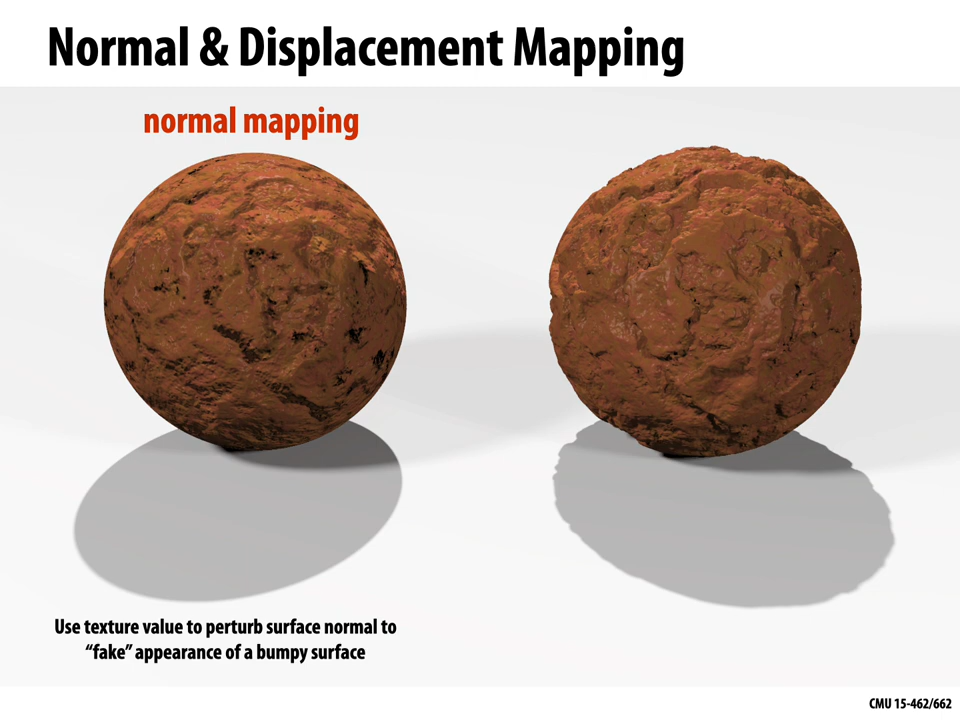 Normal & Displacement Mapping
normal mapping
Use texture value to perturb surface normal to
“fake” appearance of a bumpy surface
CMU 15-462/662